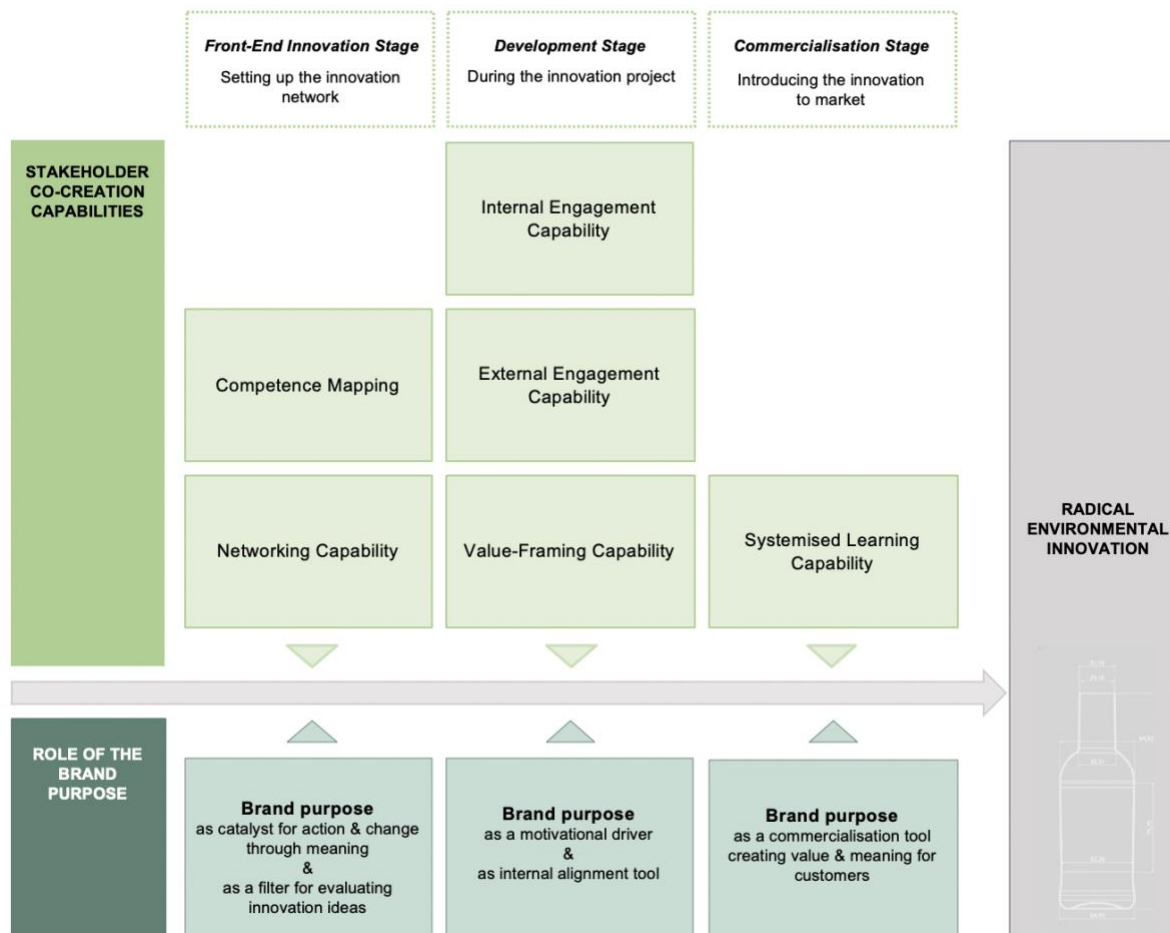 Front-End Innovation Stage
Setting up the innovation
network
Development Stage
During the innovation project
Commercialisation Stage
Introducing the innovation
to market
STAKEHOLDER
CO-CREATION
CAPABILITIES
Internal Engagement
Capability
Competence Mapping
External Engagement
Capability
Networking Capability
Value-Framing Capability
Systemised Learning
Capability
RADICAL
ENVIRONMENTAL
INNOVATION
ROLE OF THE
BRAND
PURPOSE
Brand purpose
as catalyst for action & change
through meaning
&
as a filter for evaluating
innovation ideas
Brand purpose
as a motivational driver
&
as internal alignment tool
Brand purpose
as a commercialisation tool
creating value & meaning for
customers